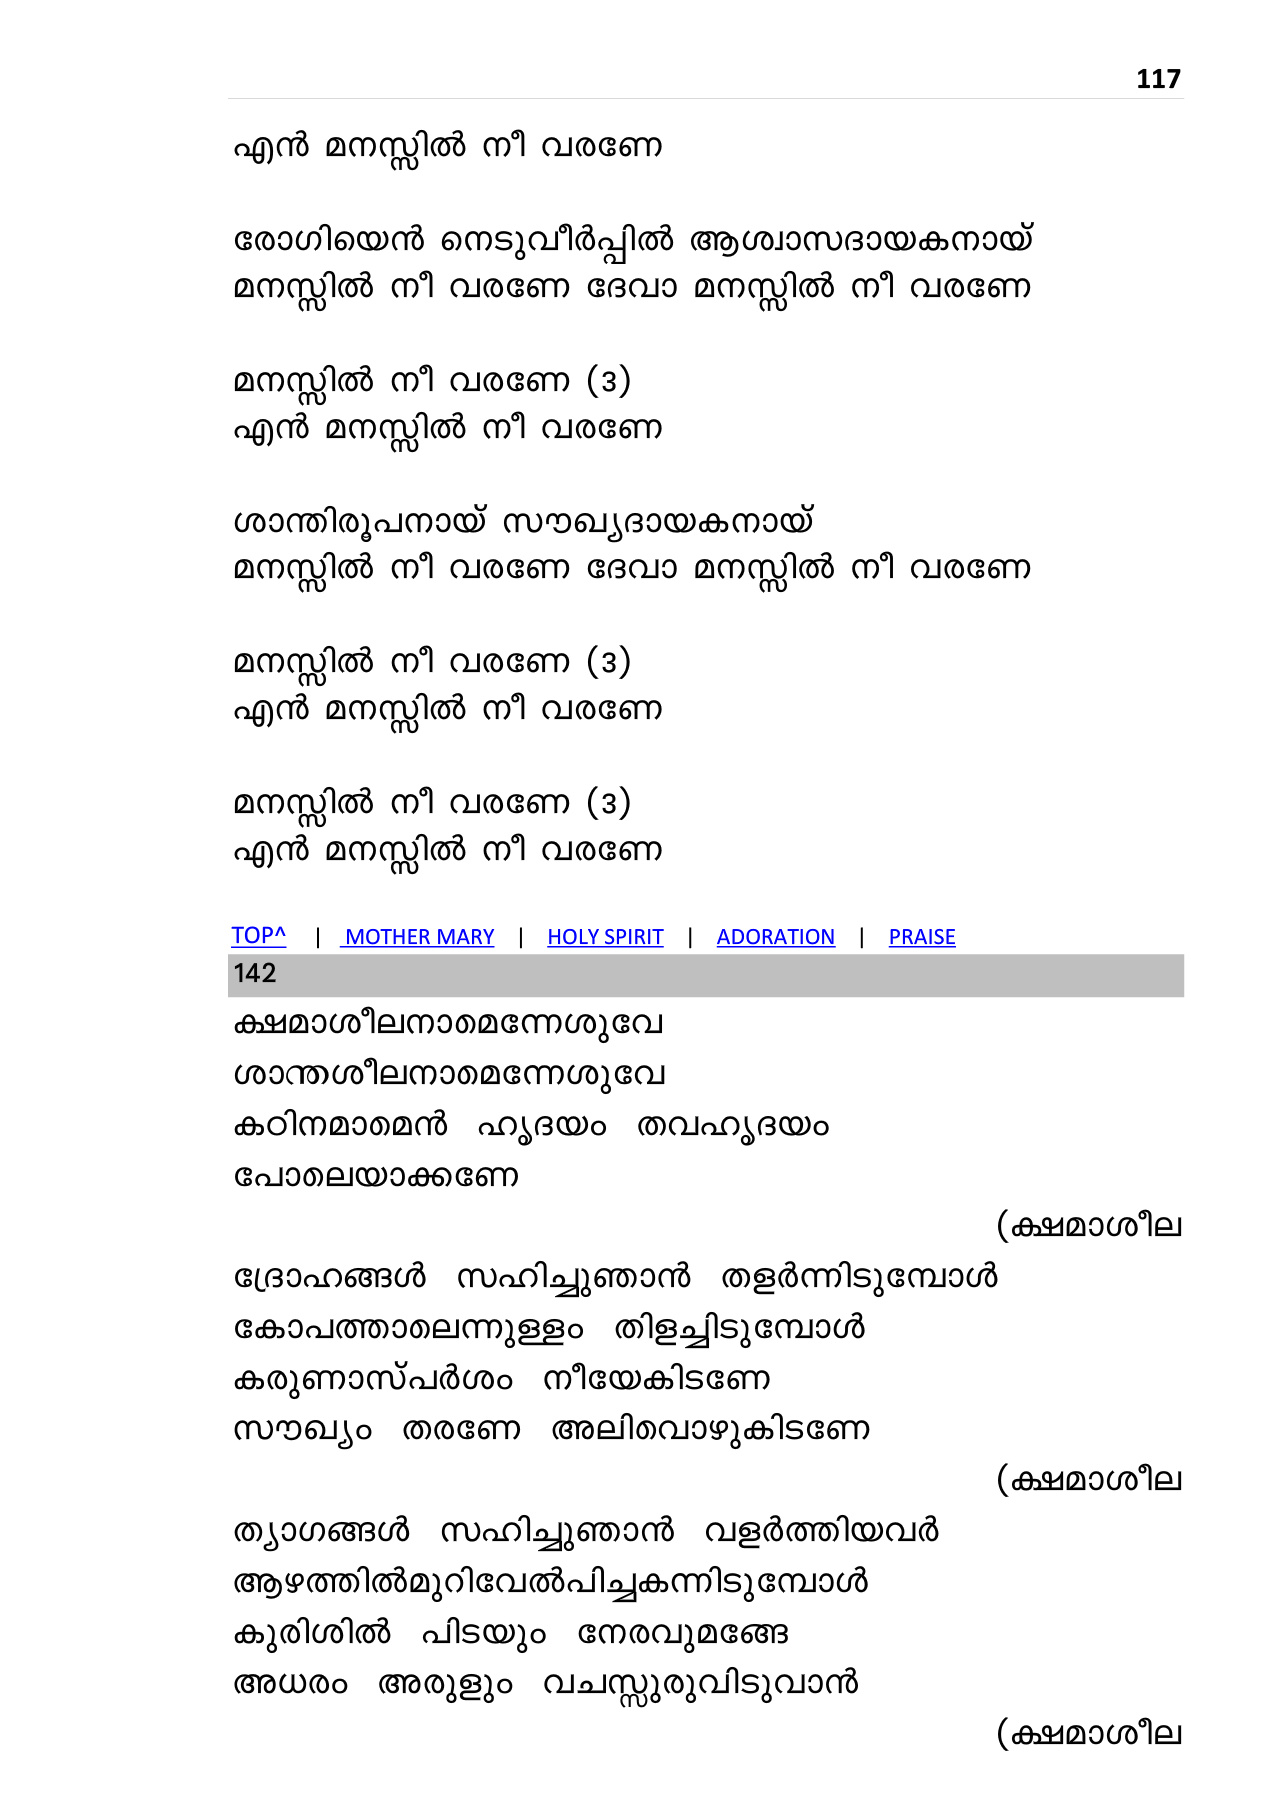 117
എൻ മനസ്സിൽ നീ വരണേ
രോഗിയെൻ നെടുവീർപ്പിൽ ആശ്വാസദായകനായ്
മനസ്സിൽ നീ വരണേ ദേവാ മനസ്സിൽ നീ വരണേ
മനസ്സിൽ നീ വരണേ (3)
എൻ മനസ്സിൽ നീ വരണേ
ശാന്തിരൂപനായ് സൗഖ്യദായകനായ്
മനസ്സിൽ നീ വരണേ ദേവാ മനസ്സിൽ നീ വരണേ
മനസ്സിൽ നീ വരണേ (3)
എൻ മനസ്സിൽ നീ വരണേ
മനസ്സിൽ നീ വരണേ (3)
എൻ മനസ്സിൽ നീ വരണേ
TOP^ | MOTHER MARY | HOLY SPIRIT | ADORATION | PRAISE
142
ക്ഷമാശീലനാമെന്നേശുവേ
ശാന്തശീലനാമെന്നേശുവേ
കഠിനമാമെൻ ഹൃദയം തവഹൃദയം
പോലെയാക്കണേ
(ക്ഷമാശീല
ദ്രോഹങ്ങൾ സഹിച്ചുഞാൻ തളർന്നിടുമ്പോൾ
കോപത്താലെന്നുള്ളം തിളച്ചിടുമ്പോൾ
കരുണാസ്പർശം നീയേകിടണേ
സൗഖ്യം തരണേ അലിവൊഴുകിടണേ
(ക്ഷമാശീല
ത്യാഗങ്ങൾ സഹിച്ചുഞാൻ വളർത്തിയവർ
ആഴത്തിൽമുറിവേൽപിച്ചകന്നിടുമ്പോൾ
കുരിശിൽ പിടയും നേരവുമങ്ങേ
അധരം അരുളും വചസ്സുരുവിടുവാൻ
(ക്ഷമാശീല